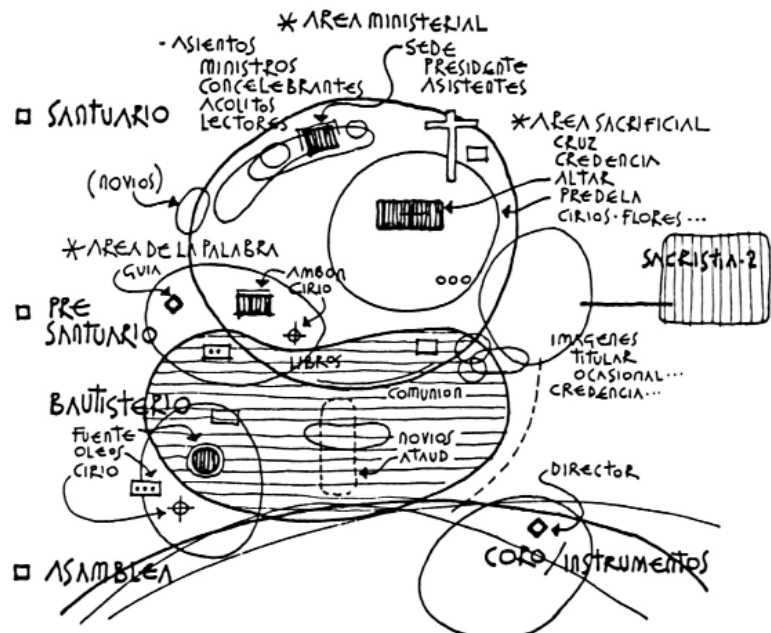 * AREA MINISTERIAL
- ASIENTOS
MINISTROS
CONCELEBRANTES
ACOLITOS
LECTORES
SEDE
PRESIDENTE
ASISTENTES
SANTUARIO
* AREA SACRIFICIAL
CRUZ
CREDENCIA
ALTAR
PREDELA
CIRIOS · FLORES ...
(NOVIOS)
* AREA DE LA PALABRA
GUIA
AMBON
CIRIO
SACRISTIA · 2
PRE
SANTUARIO
LIBROS
IMAGENES
TITULAR
OCASIONAL ...
CREDENCIA ...
COMUNION
BAUTISTERIO
FUENTE
OLEOS
CIRIO
NOVIOS
ATAUD
DIRECTOR
CORO / INSTRUMENTOS
ASAMBLEA